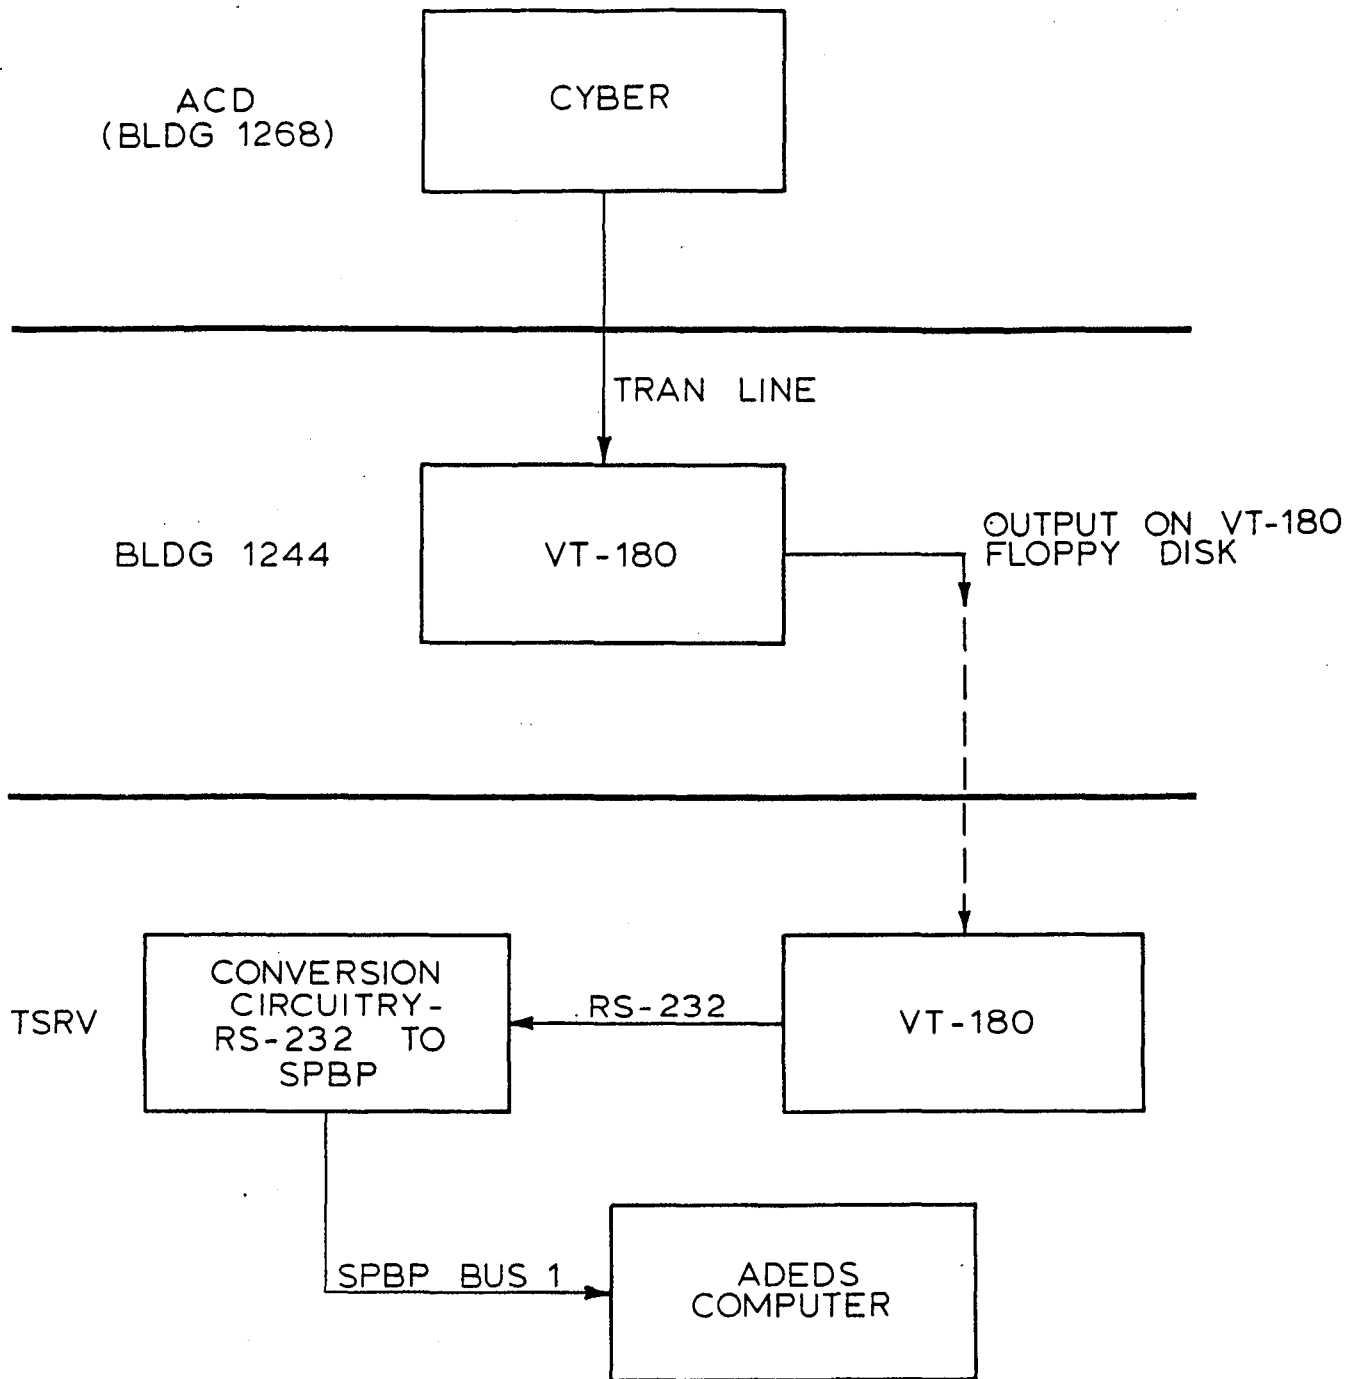 ACD
(BLDG 1268)
CYBER
TRAN LINE
BLDG 1244
VT-180
OUTPUT ON VT-180
FLOPPY DISK
TSRV
CONVERSION
CIRCUITRY-
RS-232 TO
SPBP
RS-232
VT-180
SPBP BUS 1
ADEDS
COMPUTER